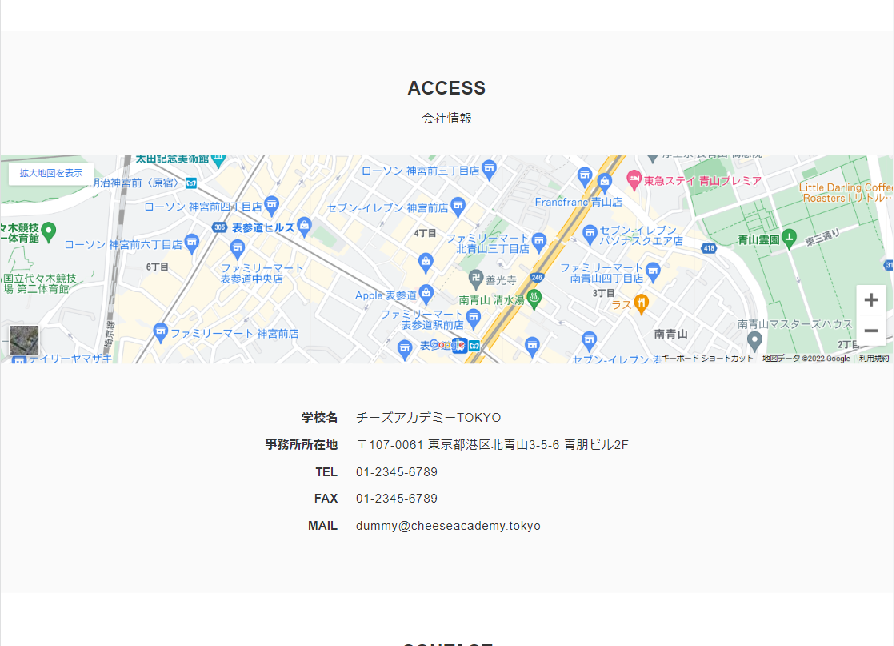 ACCESS
会社情報
太田記念美術館
拡大地図を表示
明治神宮前〈原宿〉
ローソン 神宮前三丁目店
東急ステイ 青山プレミア
Little Darling Coffee
Roasters(リトル…
ローソン 神宮前四丁目店
セブン-イレブン 神宮前店
Francfranc 青山店
305
表参道ヒルズ
4丁目
セブン-イレブン
パシフィクスクエア店
青山霊園
墓三通り
代々木競技
第一体育館
ローソン 神宮前六丁目店
ファミリーマート
北青山三丁目店
418
6丁目
ファミリーマート
表参道中央店
善光寺
246
ファミリーマート
南青山四丁目店
国立代々木競技
場 第二体育館
Apple 表参道
南青山 清水湯
3丁目
ラス
ファミリーマート
表参道駅前店
ファミリーマート 神宮前店
南青山
南青山マスターズハウス
2丁目
デイリーヤマザキ
表参道
Google
セブン-イレブン
キーボード ショートカット
地図データ ©2022 Google
利用規約
学校名 チーズアカデミーTOKYO
事務所所在地 〒107-0061 東京都港区北青山3-5-6 青朋ビル2F
TEL 01-2345-6789
FAX 01-2345-6789
MAIL dummy@cheeseacademy.tokyo